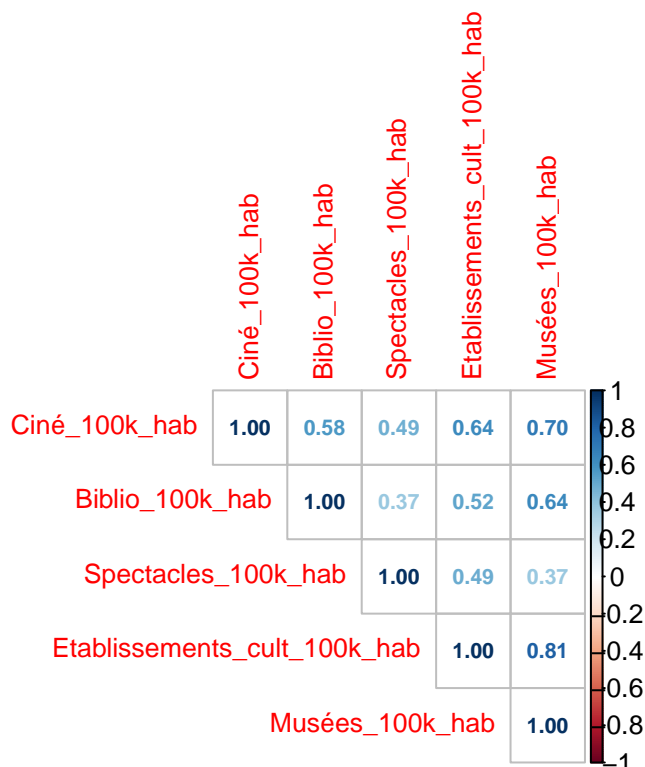 Ciné_100k_hab
Biblio_100k_hab
Spectacles_100k_hab
Etablissements_cult_100k_hab
Musées_100k_hab
Ciné_100k_hab 1.00 0.58 0.49 0.64 0.70
Biblio_100k_hab 1.00 0.37 0.52 0.64
Spectacles_100k_hab 1.00 0.49 0.37
Etablissements_cult_100k_hab 1.00 0.81
Musées_100k_hab 1.00
1
0.8
0.6
0.4
0.2
0
−0.2
−0.4
−0.6
−0.8
−1